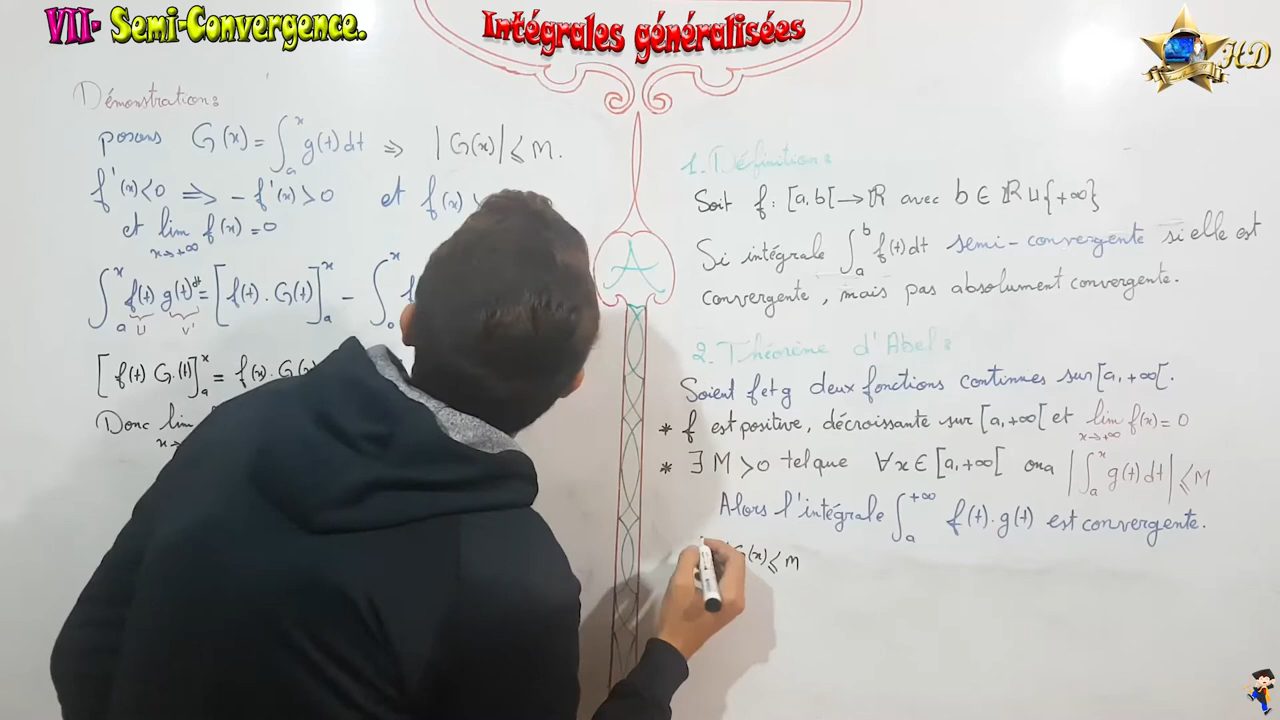 VII- Semi-Convergence.
Intégrales généralisées
HD
Démonstration:
posons G(x) = ∫ₐˣ g(t) dt ⇒ |G(x)| ⩽ M.
f'(x) < 0 ⇒ - f'(x) > 0 et f(x) >
et lim f(x) = 0
x→+∞
∫ₐˣ f(t) g(t) dt = [f(t) . G(t)]ₐˣ - ∫ₒˣ f
U V'
[f(t) G(t)]ₐˣ = f(x) . G(x)
Donc lim
x→
A
1. Définition:
Soit f: [a, b[ → ℝ avec b ∈ ℝ ∪ {+∞}
Si intégrale ∫ₐᵇ f(t) dt semi-convergente si elle est
convergente, mais pas absolument convergente.
2. Théorème d'Abel:
Soient f et g deux fonctions continues sur [a, +∞[.
* f est positive, décroissante sur [a, +∞[ et lim f(x) = 0
x→+∞
* ∃ M > 0 tel que ∀x ∈ [a, +∞[ on a |∫ₐˣ g(t) dt| ⩽ M
Alors l'intégrale ∫ₐ⁺∞ f(t) . g(t) est convergente.
G(x) ⩽ M